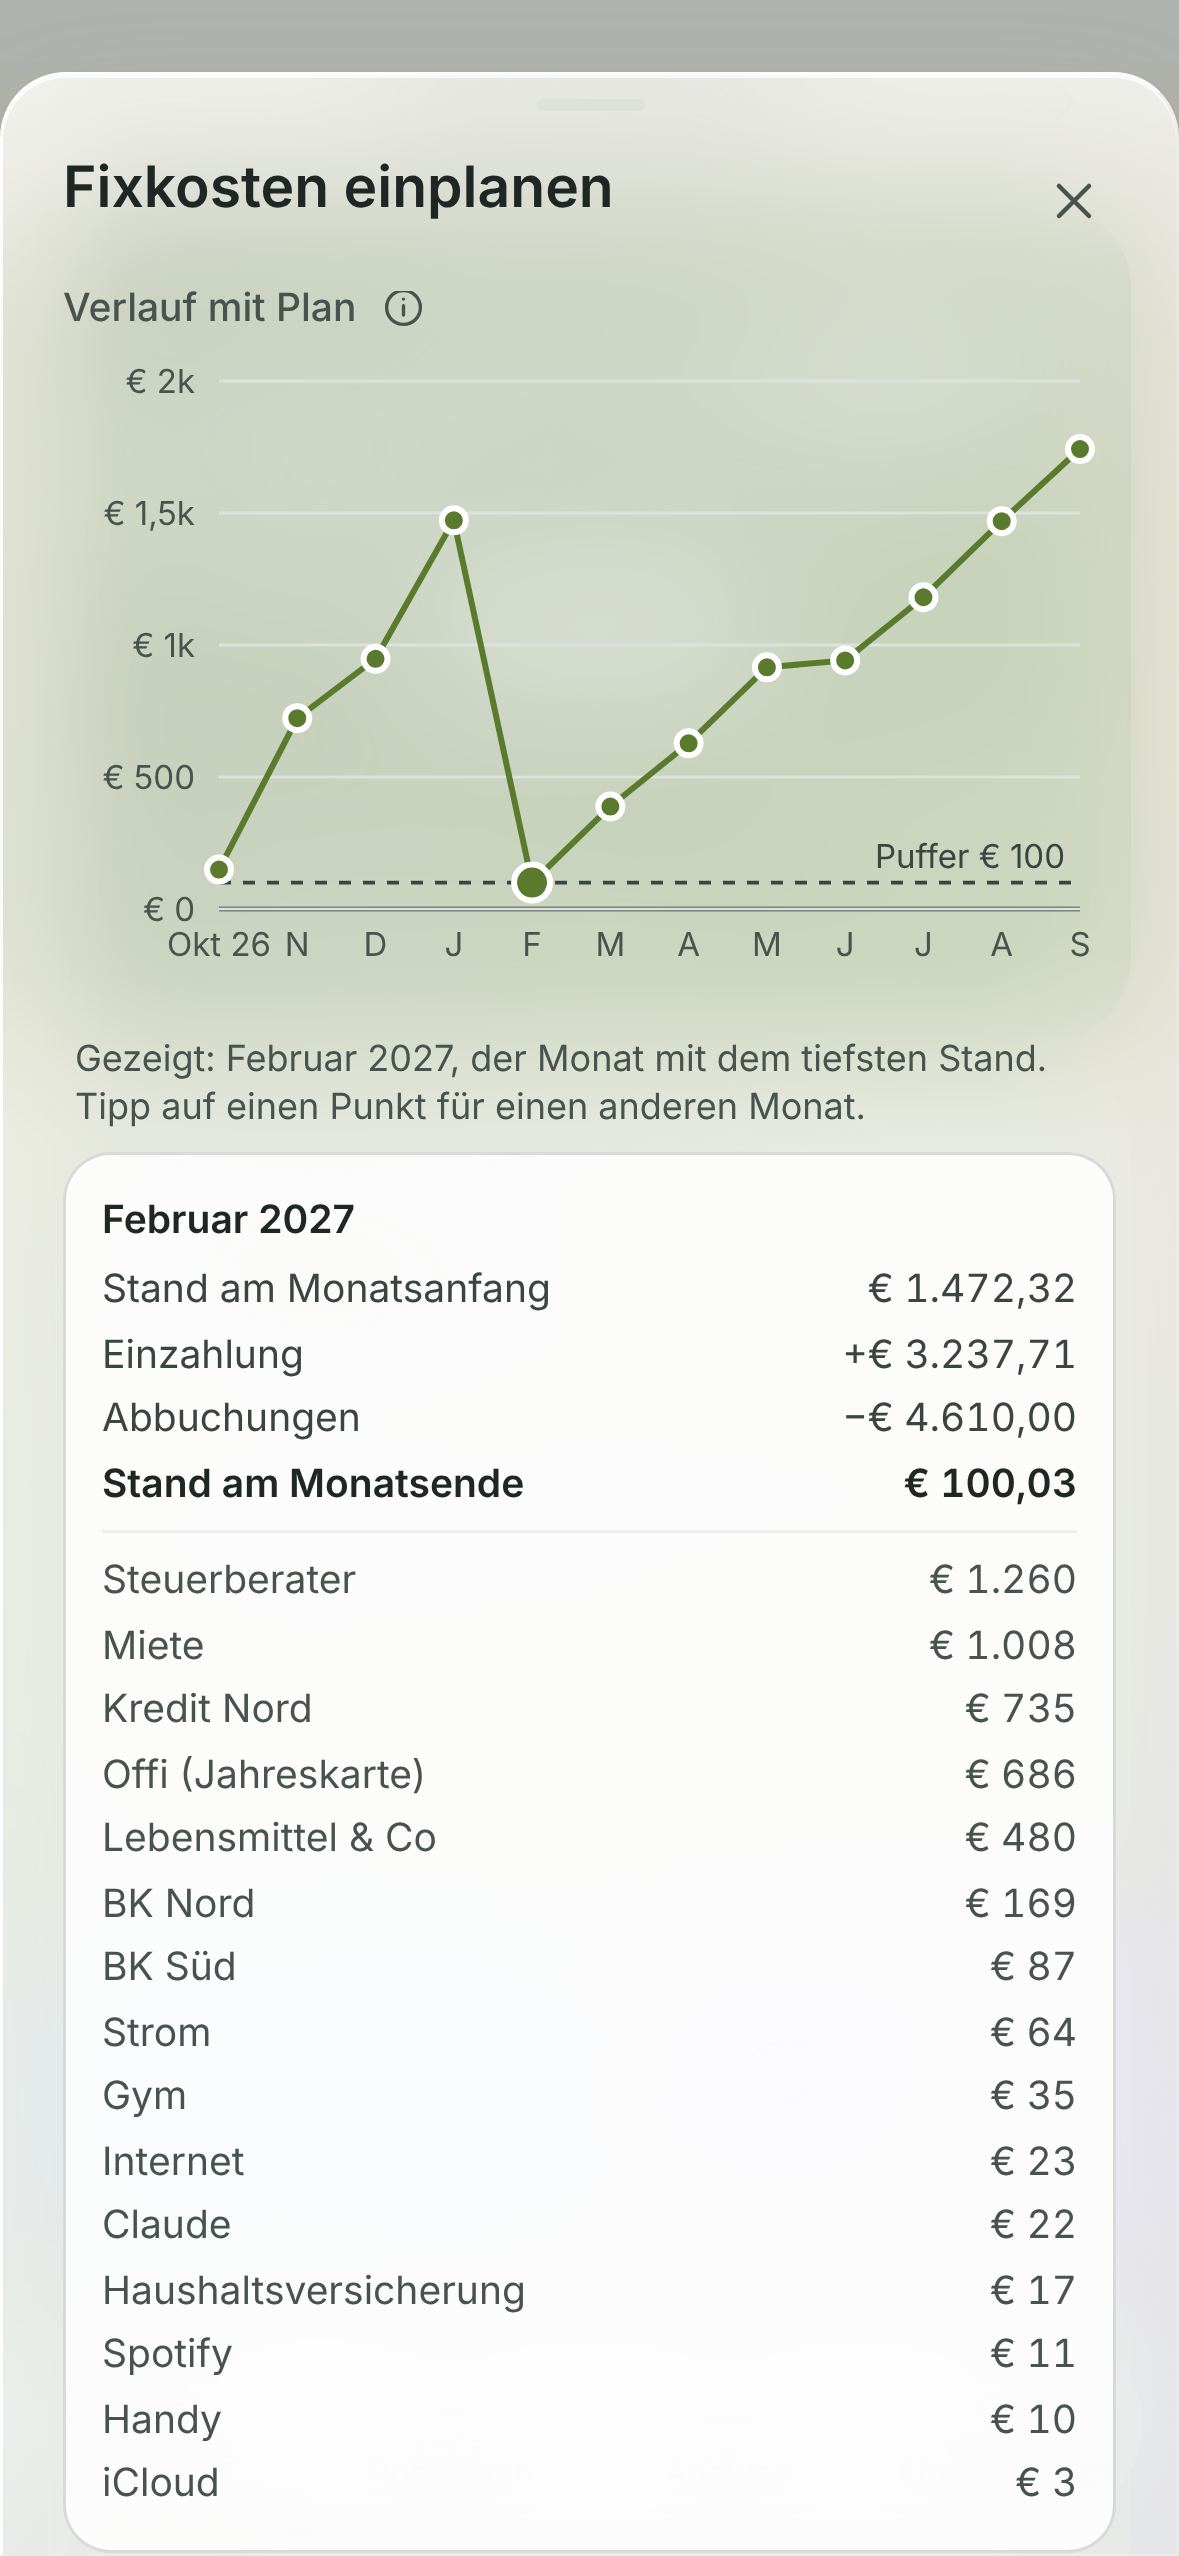 Fixkosten einplanen
Verlauf mit Plan
€ 2k
€ 1,5k
€ 1k
€ 500
Puffer € 100
€ 0
Okt 26 N D J F M A M J J A S
Gezeigt: Februar 2027, der Monat mit dem tiefsten Stand.
Tipp auf einen Punkt für einen anderen Monat.
Februar 2027
Stand am Monatsanfang € 1.472,32
Einzahlung +€ 3.237,71
Abbuchungen −€ 4.610,00
Stand am Monatsende € 100,03
Steuerberater € 1.260
Miete € 1.008
Kredit Nord € 735
Offi (Jahreskarte) € 686
Lebensmittel & Co € 480
BK Nord € 169
BK Süd € 87
Strom € 64
Gym € 35
Internet € 23
Claude € 22
Haushaltsversicherung € 17
Spotify € 11
Handy € 10
iCloud € 3